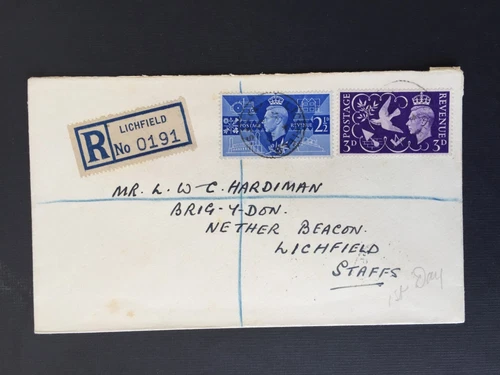 R LICHFIELD
No 0191
2½D
POSTAGE
REVENUE
3D
3D
MR. L. W-C. HARDIMAN
BRIG-Y-DON.
NETHER BEACON.
LICHFIELD
STAFFS
1st Day